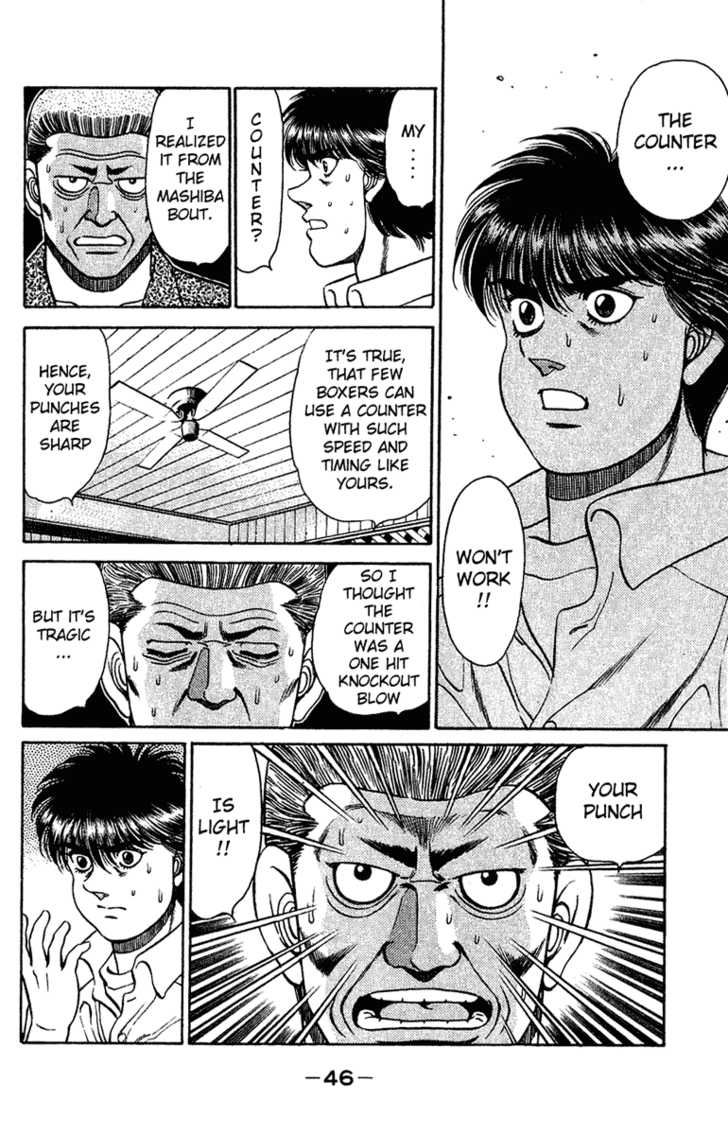 THE
COUNTER
...
WON'T
WORK
!!
MY
....
COUNTER?
I
REALIZED
IT FROM
THE
MASHIBA
BOUT.
IT'S TRUE,
THAT FEW
BOXERS CAN
USE A COUNTER
WITH SUCH
SPEED AND
TIMING LIKE
YOURS.
HENCE,
YOUR
PUNCHES
ARE
SHARP
SO I
THOUGHT
THE
COUNTER
WAS A
ONE HIT
KNOCKOUT
BLOW
BUT IT'S
TRAGIC
...
YOUR
PUNCH
IS
LIGHT
!!
—46—